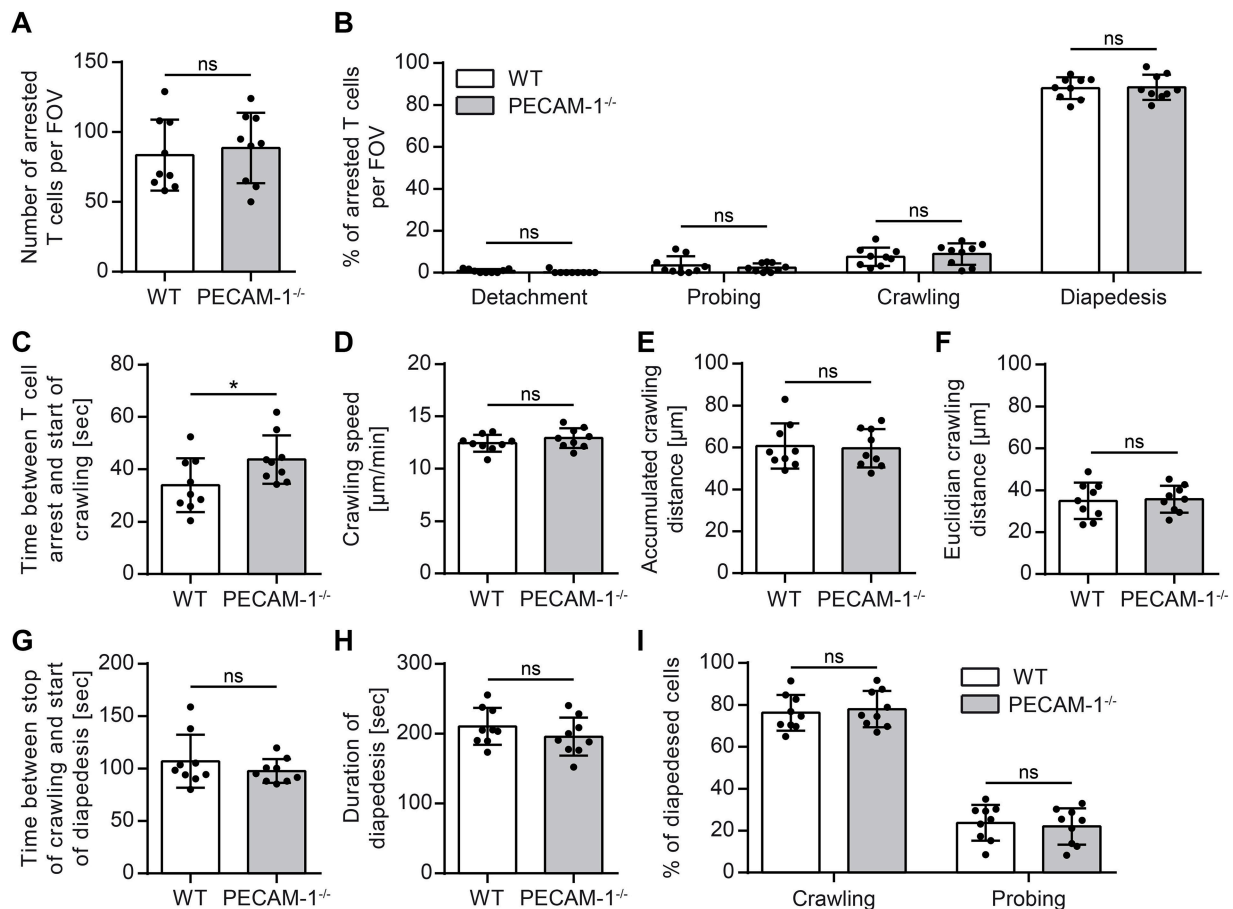 A
Number of arrested
T cells per FOV
150
100
50
0
ns
WT PECAM-1-/-
B
% of arrested T cells
per FOV
100
80
60
40
20
0
WT
PECAM-1-/-
ns
ns
ns
ns
Detachment Probing Crawling Diapedesis
C
Time between T cell
arrest and start of
crawling [sec]
80
60
40
20
0
*
WT PECAM-1-/-
D
Crawling speed
[µm/min]
20
15
10
5
0
ns
WT PECAM-1-/-
E
Accumulated crawling
distance [µm]
100
80
60
40
20
0
ns
WT PECAM-1-/-
F
Euclidian crawling
distance [µm]
100
80
60
40
20
0
ns
WT PECAM-1-/-
G
Time between stop
of crawling and start
of diapedesis [sec]
200
150
100
50
0
ns
WT PECAM-1-/-
H
Duration of
diapedesis [sec]
300
200
100
0
ns
WT PECAM-1-/-
I
% of diapedesed cells
100
80
60
40
20
0
ns
ns
WT
PECAM-1-/-
Crawling Probing